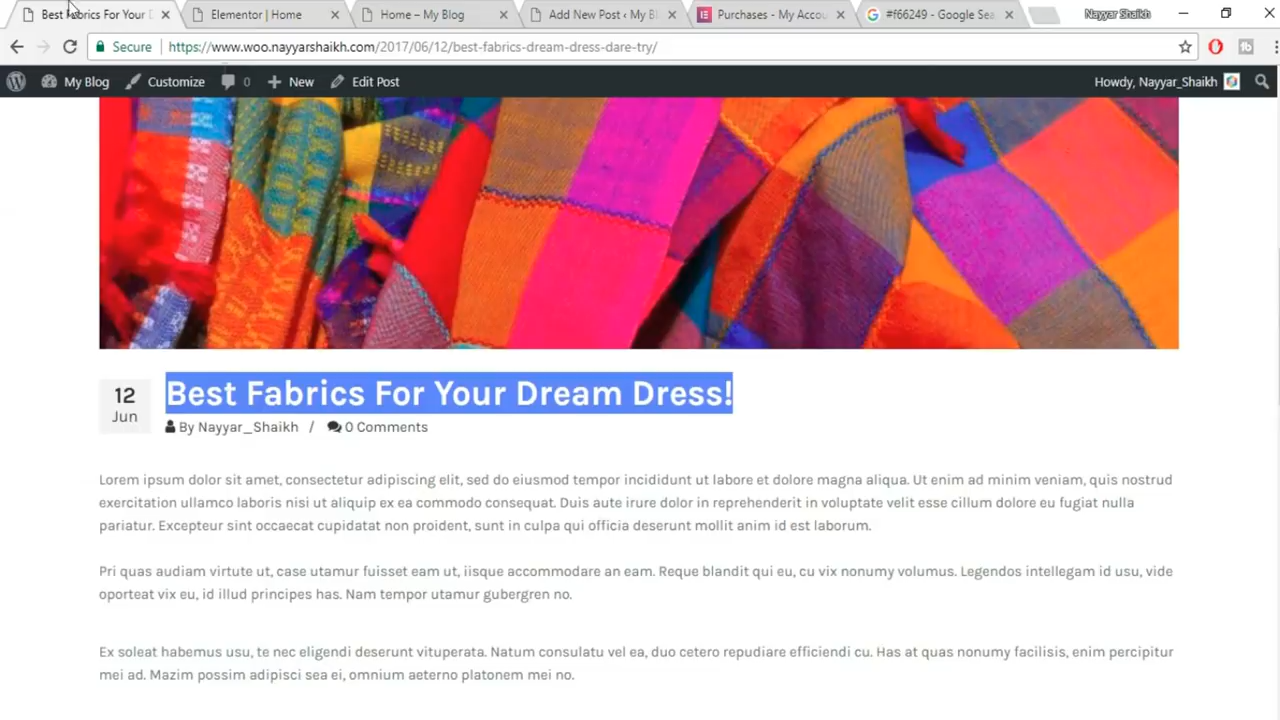 Best Fabrics For Your D
Elementor | Home
Home – My Blog
Add New Post ‹ My Bl
Purchases - My Accou
#f66249 - Google Sea
Nayyar Shaikh
Secure
https://www.woo.nayyarshaikh.com/2017/06/12/best-fabrics-dream-dress-dare-try/
My Blog
Customize
0
New
Edit Post
Howdy, Nayyar_Shaikh
12
Jun
Best Fabrics For Your Dream Dress!
By Nayyar_Shaikh / 0 Comments
Lorem ipsum dolor sit amet, consectetur adipiscing elit, sed do eiusmod tempor incididunt ut labore et dolore magna aliqua. Ut enim ad minim veniam, quis nostrud
exercitation ullamco laboris nisi ut aliquip ex ea commodo consequat. Duis aute irure dolor in reprehenderit in voluptate velit esse cillum dolore eu fugiat nulla
pariatur. Excepteur sint occaecat cupidatat non proident, sunt in culpa qui officia deserunt mollit anim id est laborum.
Pri quas audiam virtute ut, case utamur fuisset eam ut, iisque accommodare an eam. Reque blandit qui eu, cu vix nonumy volumus. Legendos intellegam id usu, vide
oporteat vix eu, id illud principes has. Nam tempor utamur gubergren no.
Ex soleat habemus usu, te nec eligendi deserunt vituperata. Natum consulatu vel ea, duo cetero repudiare efficiendi cu. Has at quas nonumy facilisis, enim percipitur
mei ad. Mazim possim adipisci sea ei, omnium aeterno platonem mei no.